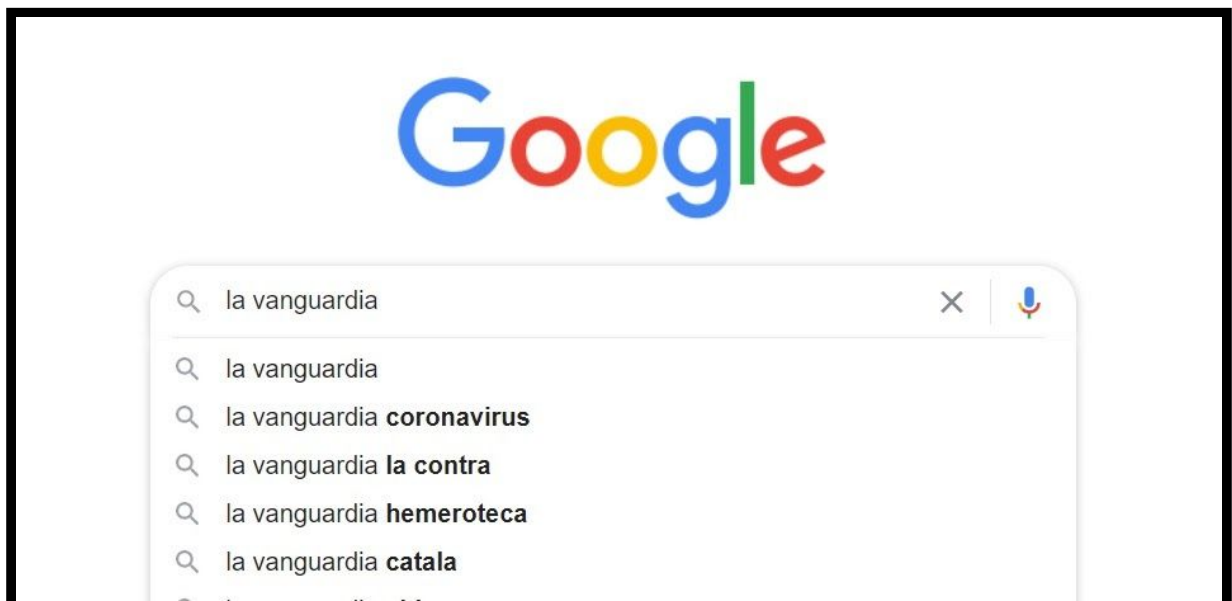 Google
la vanguardia
la vanguardia
la vanguardia coronavirus
la vanguardia la contra
la vanguardia hemeroteca
la vanguardia catala